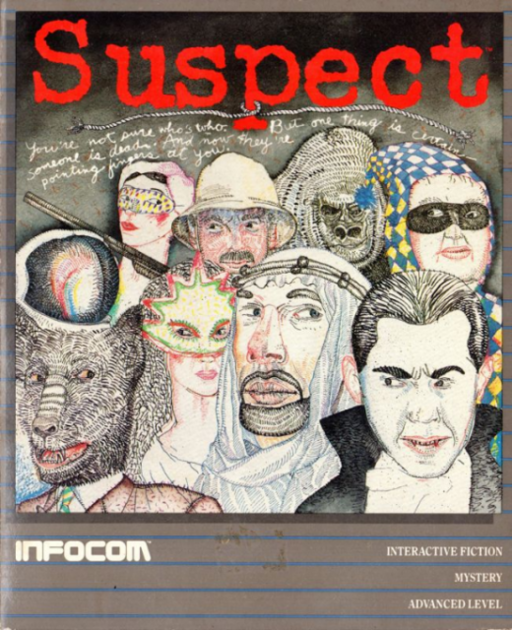 Suspect
You're not sure who's who. But one thing is certain...
someone is dead. And now, they're
pointing fingers at you.
INFOCOM
INTERACTIVE FICTION
MYSTERY
ADVANCED LEVEL